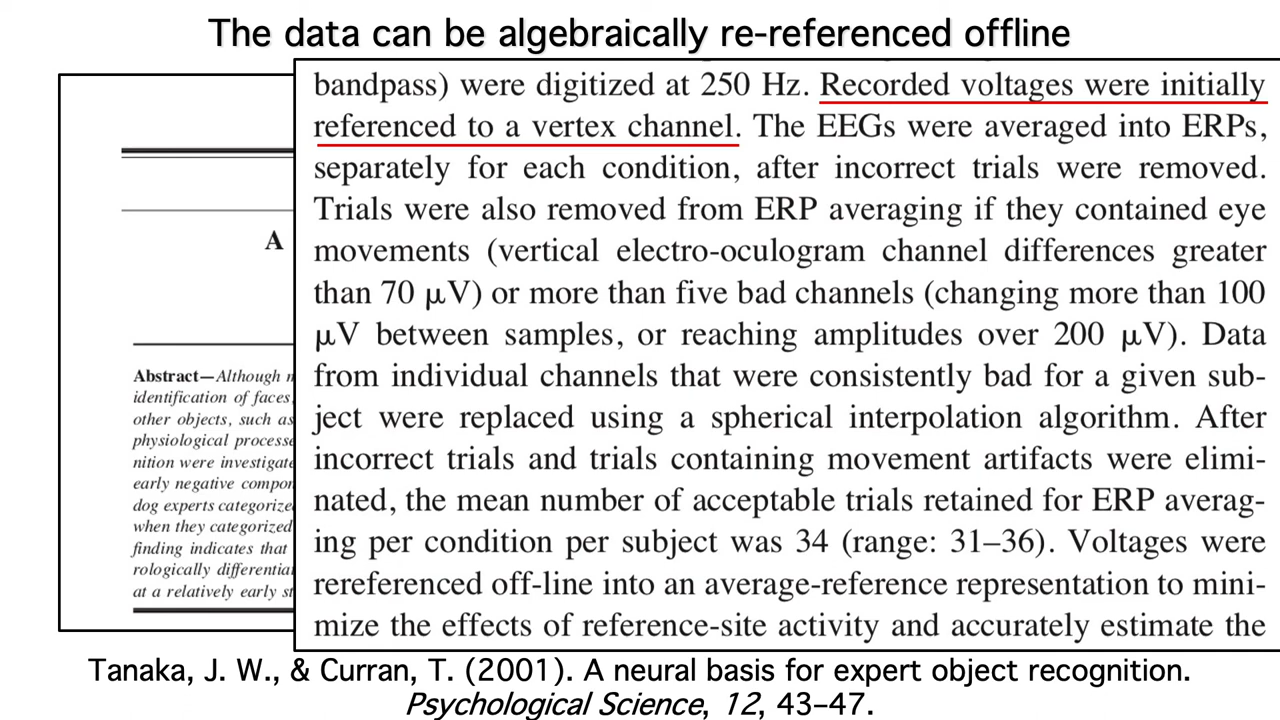 The data can be algebraically re-referenced offline
bandpass) were digitized at 250 Hz. Recorded voltages were initially
referenced to a vertex channel. The EEGs were averaged into ERPs,
separately for each condition, after incorrect trials were removed.
Trials were also removed from ERP averaging if they contained eye
movements (vertical electro-oculogram channel differences greater
than 70 μV) or more than five bad channels (changing more than 100
μV between samples, or reaching amplitudes over 200 μV). Data
from individual channels that were consistently bad for a given sub-
ject were replaced using a spherical interpolation algorithm. After
incorrect trials and trials containing movement artifacts were elimi-
nated, the mean number of acceptable trials retained for ERP averag-
ing per condition per subject was 34 (range: 31–36). Voltages were
rereferenced off-line into an average-reference representation to mini-
mize the effects of reference-site activity and accurately estimate the
A
Abstract—Although
identification of faces,
other objects, such as
physiological processe
nition were investigate
early negative compon
dog experts categorize
when they categorized
finding indicates that
rologically differentia
at a relatively early st
Tanaka, J. W., & Curran, T. (2001). A neural basis for expert object recognition.
Psychological Science, 12, 43–47.